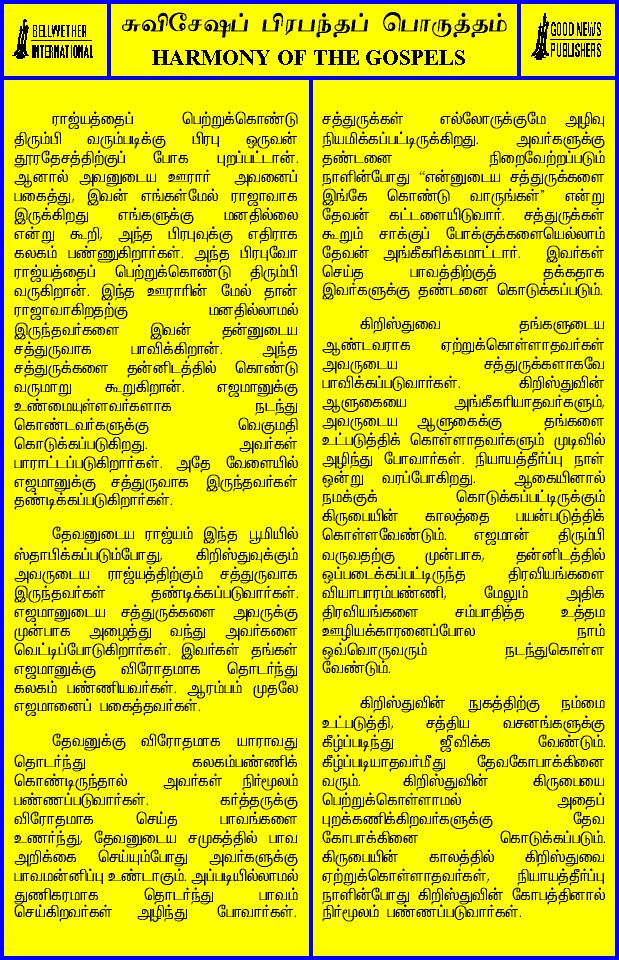 BELLWETHER
INTERNATIONAL
சுவிசேஷப் பிரபந்தப் பொருத்தம்
HARMONY OF THE GOSPELS
GOOD NEWS
PUBLISHERS
ராஜ்யத்தைப் பெற்றுக்கொண்டு
திரும்பி வரும்படிக்கு பிரபு ஒருவன்
தூரதேசத்திற்குப் போக புறப்பட்டான்.
ஆனால் அவனுடைய ஊரார் அவனைப்
பகைத்து, இவன் எங்கள்மேல் ராஜாவாக
இருக்கிறது எங்களுக்கு மனதில்லை
என்று கூறி, அந்த பிரபுவுக்கு எதிராக
கலகம் பண்ணுகிறார்கள். அந்த பிரபுவோ
ராஜ்யத்தைப் பெற்றுக்கொண்டு திரும்பி
வருகிறான். இந்த ஊராரின் மேல் தான்
ராஜாவாகிறதற்கு மனதில்லாமல்
இருந்தவர்களை இவன் தன்னுடைய
சத்துருவாக பாவிக்கிறான். அந்த
சத்துருக்களை தன்னிடத்தில் கொண்டு
வருமாறு கூறுகிறான். எஜமானுக்கு
உண்மையுள்ளவர்களாக நடந்து
கொண்டவர்களுக்கு வெகுமதி
கொடுக்கப்படுகிறது. அவர்கள்
பாராட்டப்படுகிறார்கள். அதே வேளையில்
எஜமானுக்கு சத்துருவாக இருந்தவர்கள்
தண்டிக்கப்படுகிறார்கள்.
தேவனுடைய ராஜ்யம் இந்த பூமியில்
ஸ்தாபிக்கப்படும்போது, கிறிஸ்துவுக்கும்
அவருடைய ராஜ்யத்திற்கும் சத்துருவாக
இருந்தவர்கள் தண்டிக்கப்படுவார்கள்.
எஜமானுடைய சத்துருக்களை அவருக்கு
முன்பாக அழைத்து வந்து அவர்களை
வெட்டிப்போடுகிறார்கள். இவர்கள் தங்கள்
எஜமானுக்கு விரோதமாக தொடர்ந்து
கலகம் பண்ணியவர்கள். ஆரம்பம் முதலே
எஜமானைப் பகைத்தவர்கள்.
தேவனுக்கு விரோதமாக யாராவது
தொடர்ந்து கலகம்பண்ணிக்
கொண்டிருந்தால் அவர்கள் நிர்மூலம்
பண்ணப்படுவார்கள். கர்த்தருக்கு
விரோதமாக செய்த பாவங்களை
உணர்ந்து, தேவனுடைய சமுகத்தில் பாவ
அறிக்கை செய்யும்போது அவர்களுக்கு
பாவமன்னிப்பு உண்டாகும். அப்படியில்லாமல்
துணிகரமாக தொடர்ந்து பாவம்
செய்கிறவர்கள் அழிந்து போவார்கள்.
சத்துருக்கள் எல்லோருக்குமே அழிவு
நியமிக்கப்பட்டிருக்கிறது. அவர்களுக்கு
தண்டனை நிறைவேற்றப்படும்
நாளின்போது “என்னுடைய சத்துருக்களை
இங்கே கொண்டு வாருங்கள்” என்று
தேவன் கட்டளையிடுவார். சத்துருக்கள்
கூறும் சாக்குப் போக்குக்களையெல்லாம்
தேவன் அங்கீகரிக்கமாட்டார். இவர்கள்
செய்த பாவத்திற்குத் தக்கதாக
இவர்களுக்கு தண்டனை கொடுக்கப்படும்.
கிறிஸ்துவை தங்களுடைய
ஆண்டவராக ஏற்றுக்கொள்ளாதவர்கள்
அவருடைய சத்துருக்களாகவே
பாவிக்கப்படுவார்கள். கிறிஸ்துவின்
ஆளுகையை அங்கீகரியாதவர்களும்,
அவருடைய ஆளுகைக்கு தங்களை
உட்படுத்திக் கொள்ளாதவர்களும் முடிவில்
அழிந்து போவார்கள். நியாயத்தீர்ப்பு நாள்
ஒன்று வரப்போகிறது. ஆகையினால்
நமக்குக் கொடுக்கப்பட்டிருக்கும்
கிருபையின் காலத்தை பயன்படுத்திக்
கொள்ளவேண்டும். எஜமான் திரும்பி
வருவதற்கு முன்பாக, தன்னிடத்தில்
ஒப்படைக்கப்பட்டிருந்த திரவியங்களை
வியாபாரம்பண்ணி, மேலும் அதிக
திரவியங்களை சம்பாதித்த உத்தம
ஊழியக்காரனைப்போல நாம்
ஒவ்வொருவரும் நடந்துகொள்ள
வேண்டும்.
கிறிஸ்துவின் நுகத்திற்கு நம்மை
உட்படுத்தி, சத்திய வசனங்களுக்கு
கீழ்ப்படிந்து ஜீவிக்க வேண்டும்.
கீழ்ப்படியாதவர்மீது தேவகோபாக்கினை
வரும். கிறிஸ்துவின் கிருபையை
பெற்றுக்கொள்ளாமல் அதைப்
புறக்கணிக்கிறவர்களுக்கு தேவ
கோபாக்கினை கொடுக்கப்படும்.
கிருபையின் காலத்தில் கிறிஸ்துவை
ஏற்றுக்கொள்ளாதவர்கள், நியாயத்தீர்ப்பு
நாளின்போது கிறிஸ்துவின் கோபத்தினால்
நிர்மூலம் பண்ணப்படுவார்கள்.